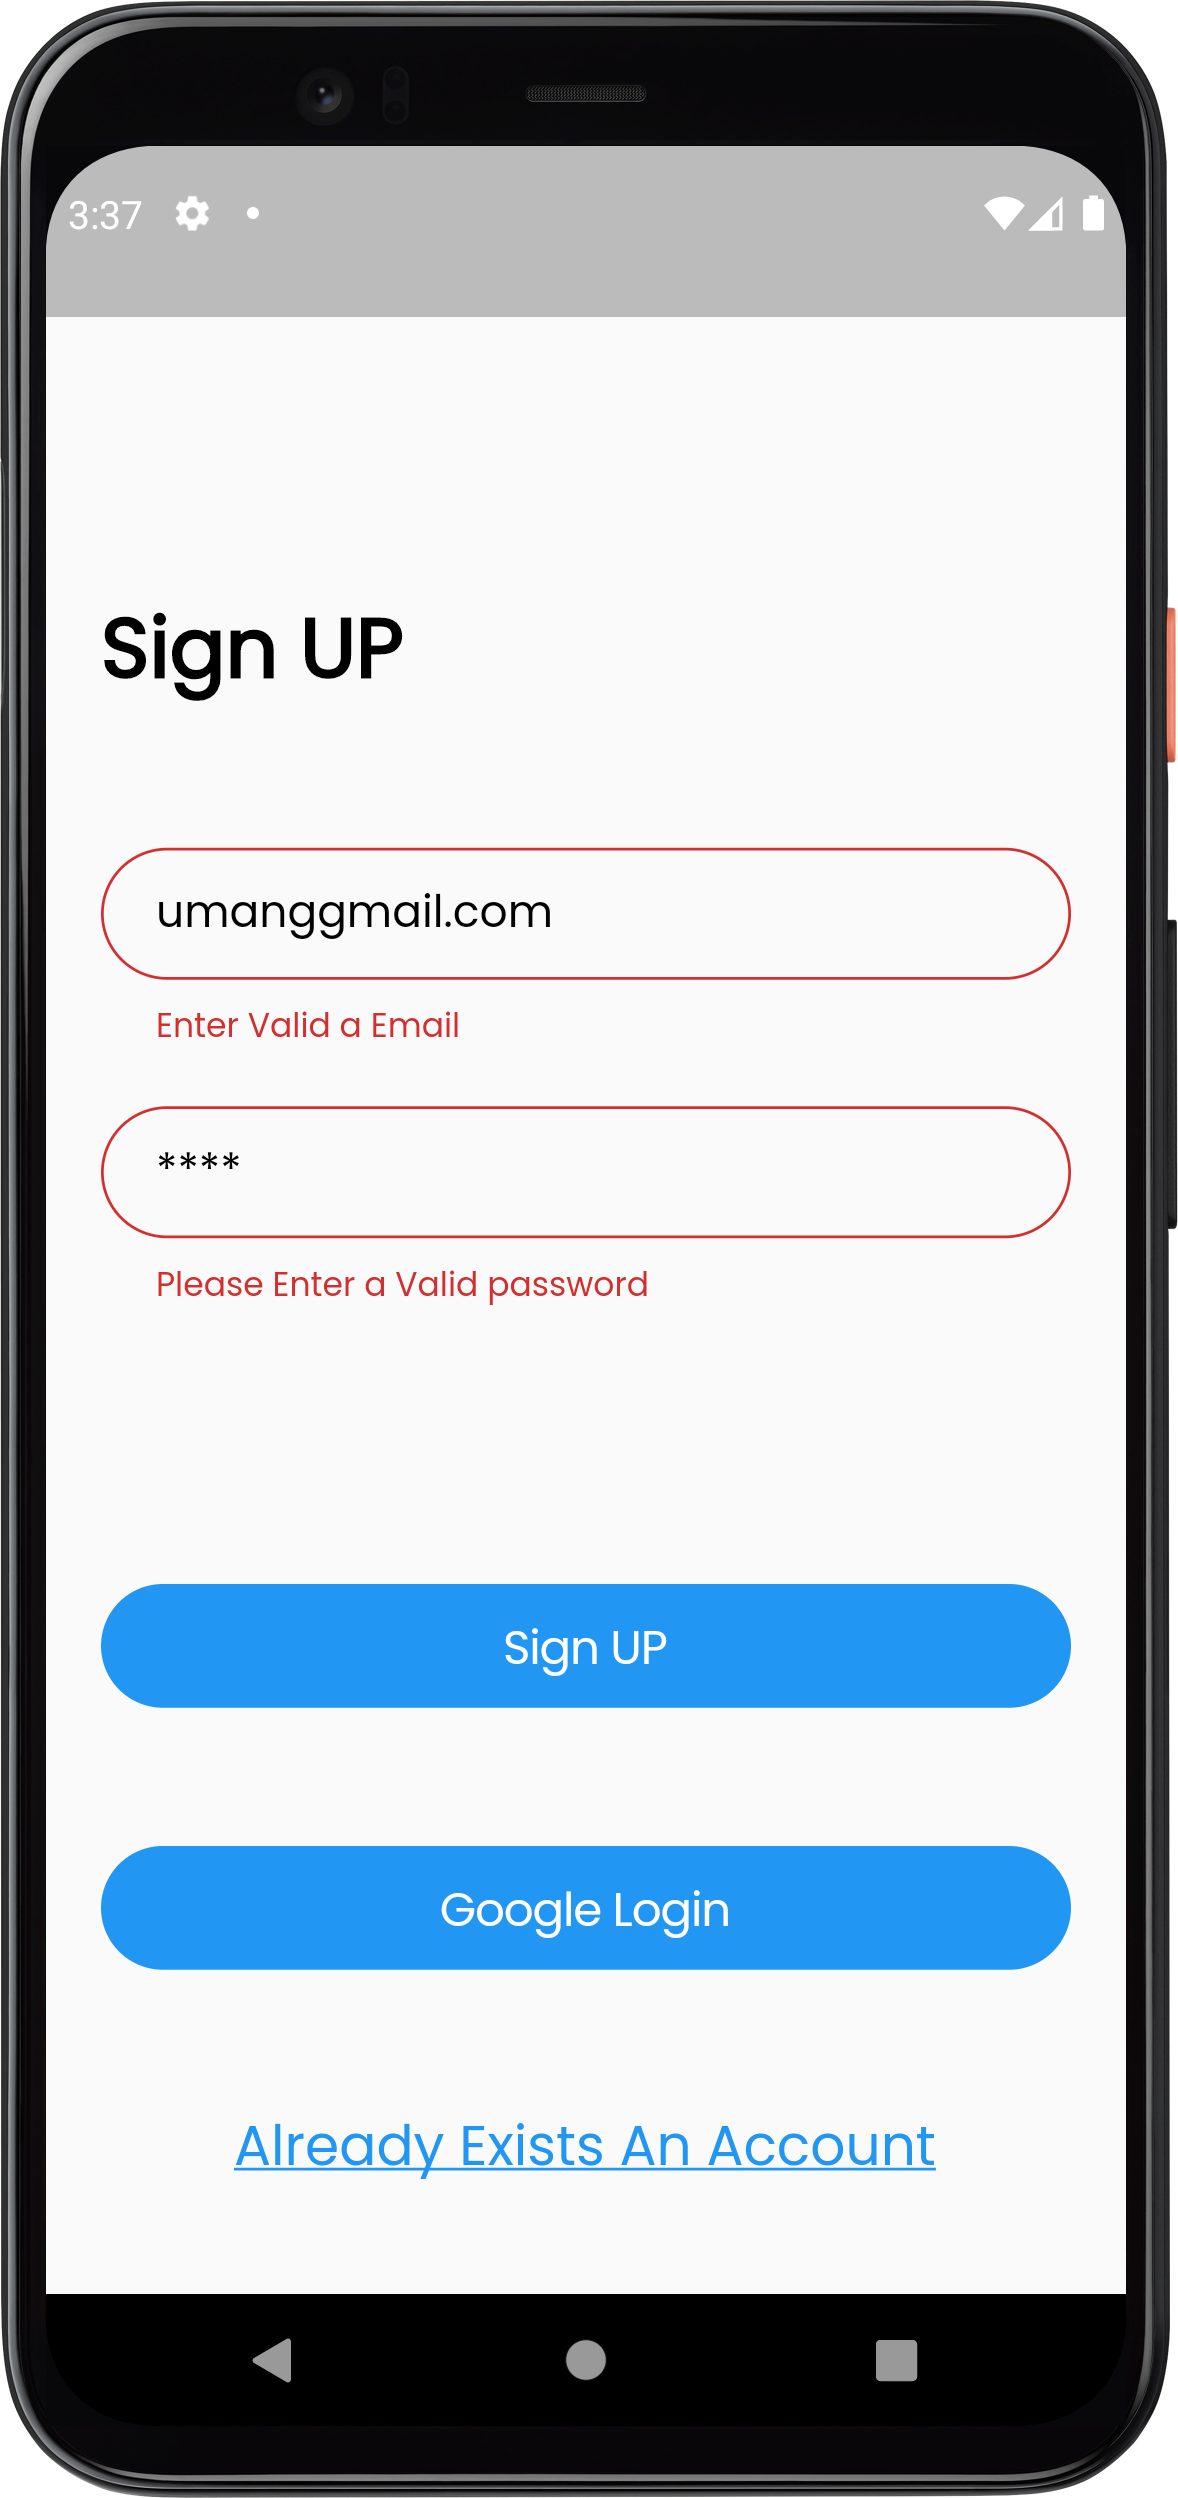 3:37
Sign UP
umanggmail.com
Enter Valid a Email
****
Please Enter a Valid password
Sign UP
Google Login
Already Exists An Account